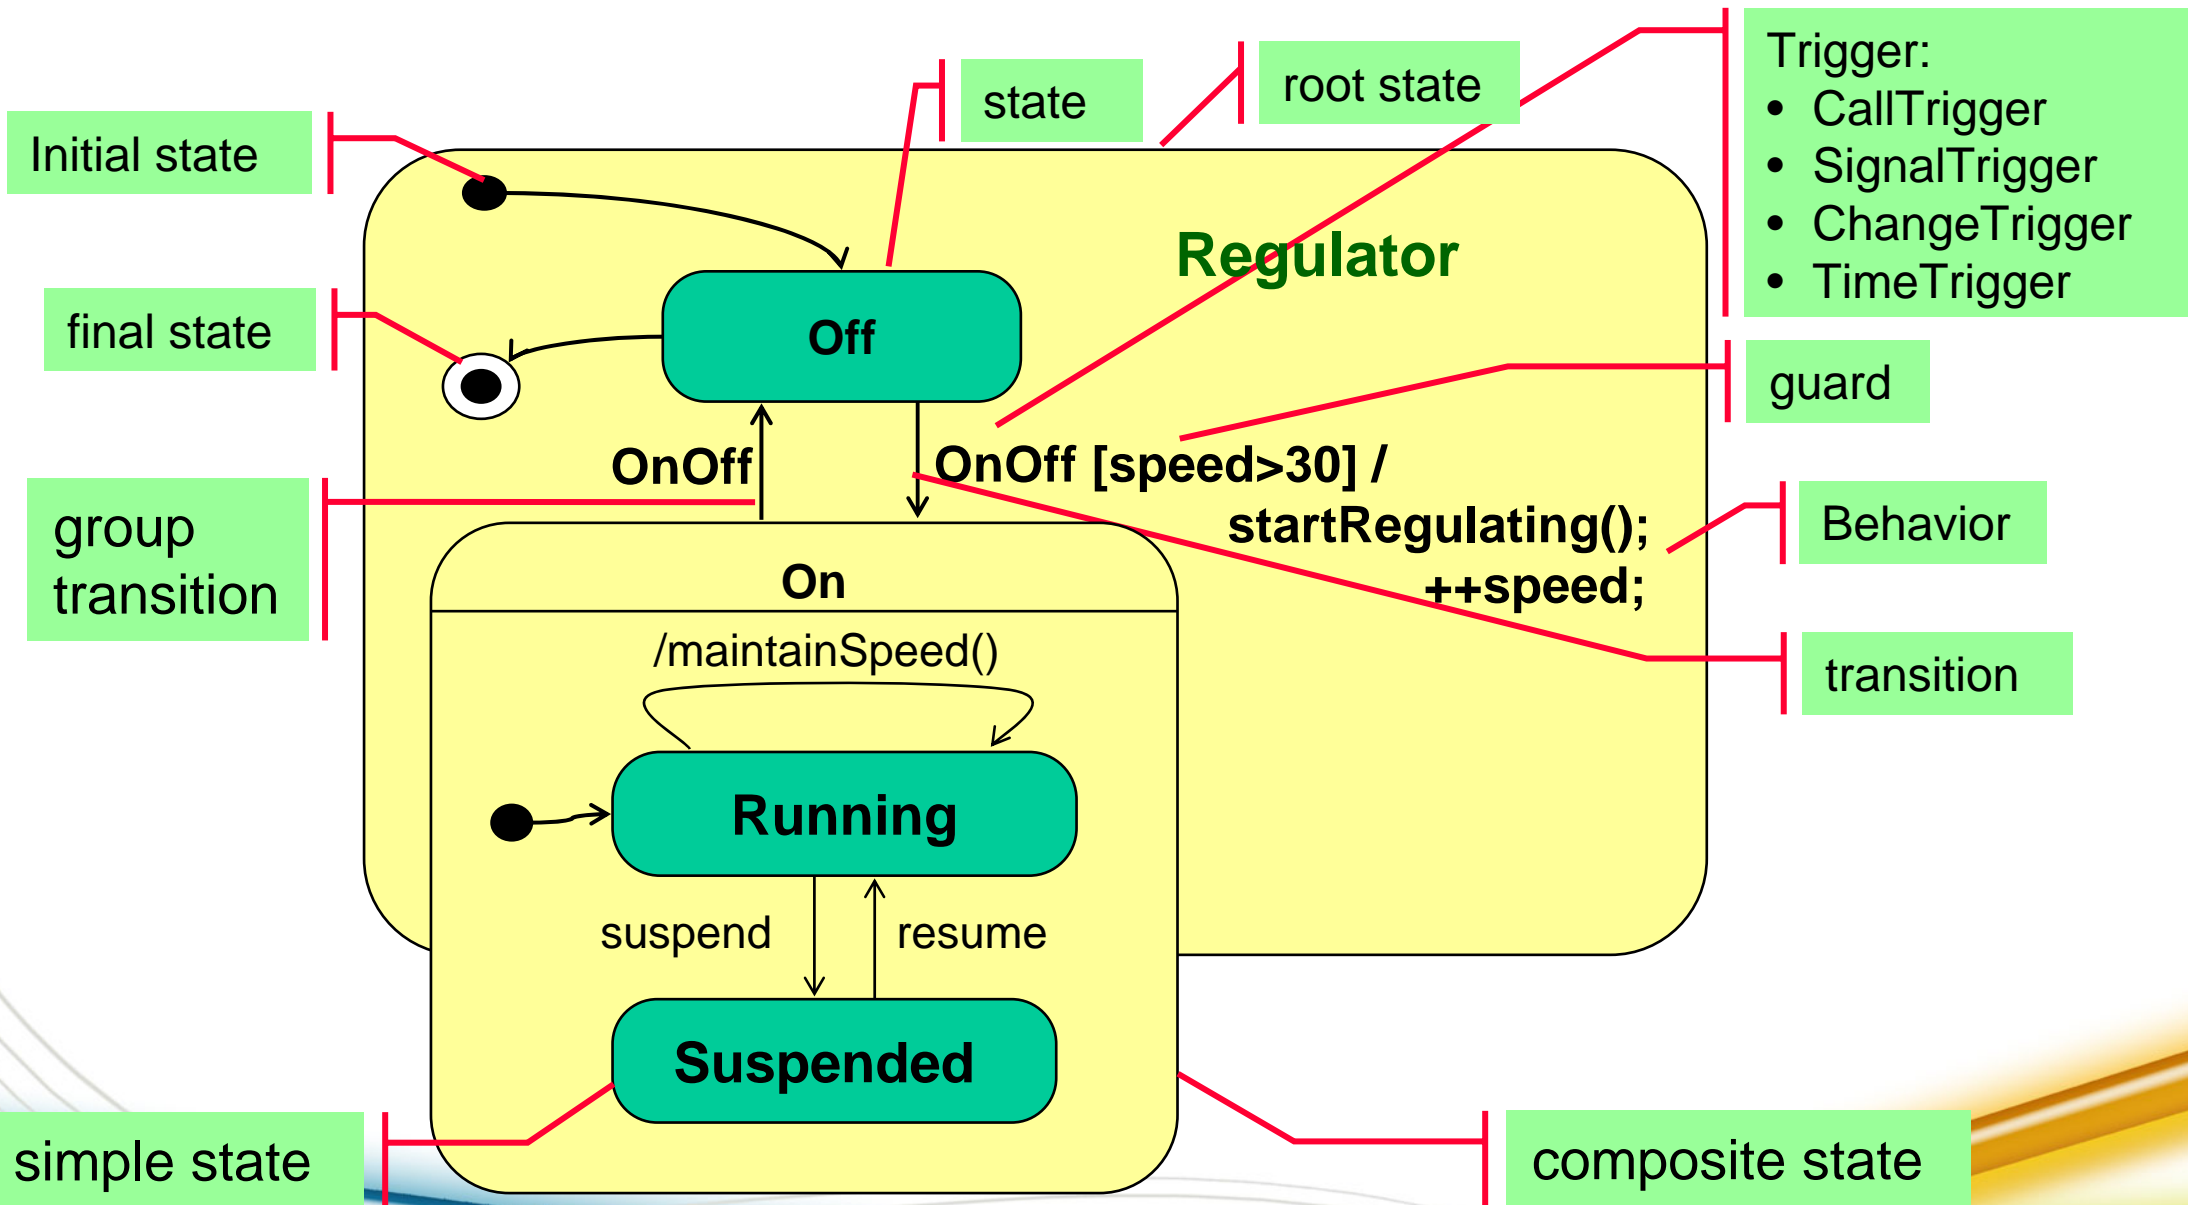 Trigger:
• CallTrigger
• SignalTrigger
• ChangeTrigger
• TimeTrigger
root state
state
Initial state
Regulator
final state
Off
guard
OnOff
OnOff [speed>30] /
startRegulating();
++speed;
group
transition
Behavior
On
/maintainSpeed()
transition
Running
suspend
resume
Suspended
simple state
composite state